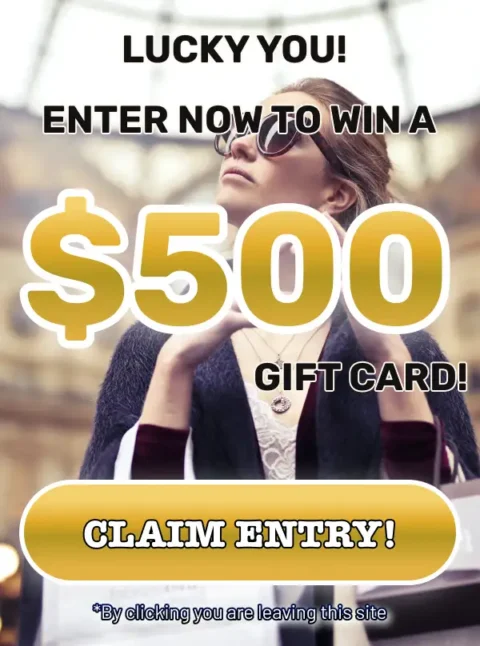 LUCKY YOU!
ENTER NOW TO WIN A
$500
GIFT CARD!
CLAIM ENTRY!
*By clicking you are leaving this site